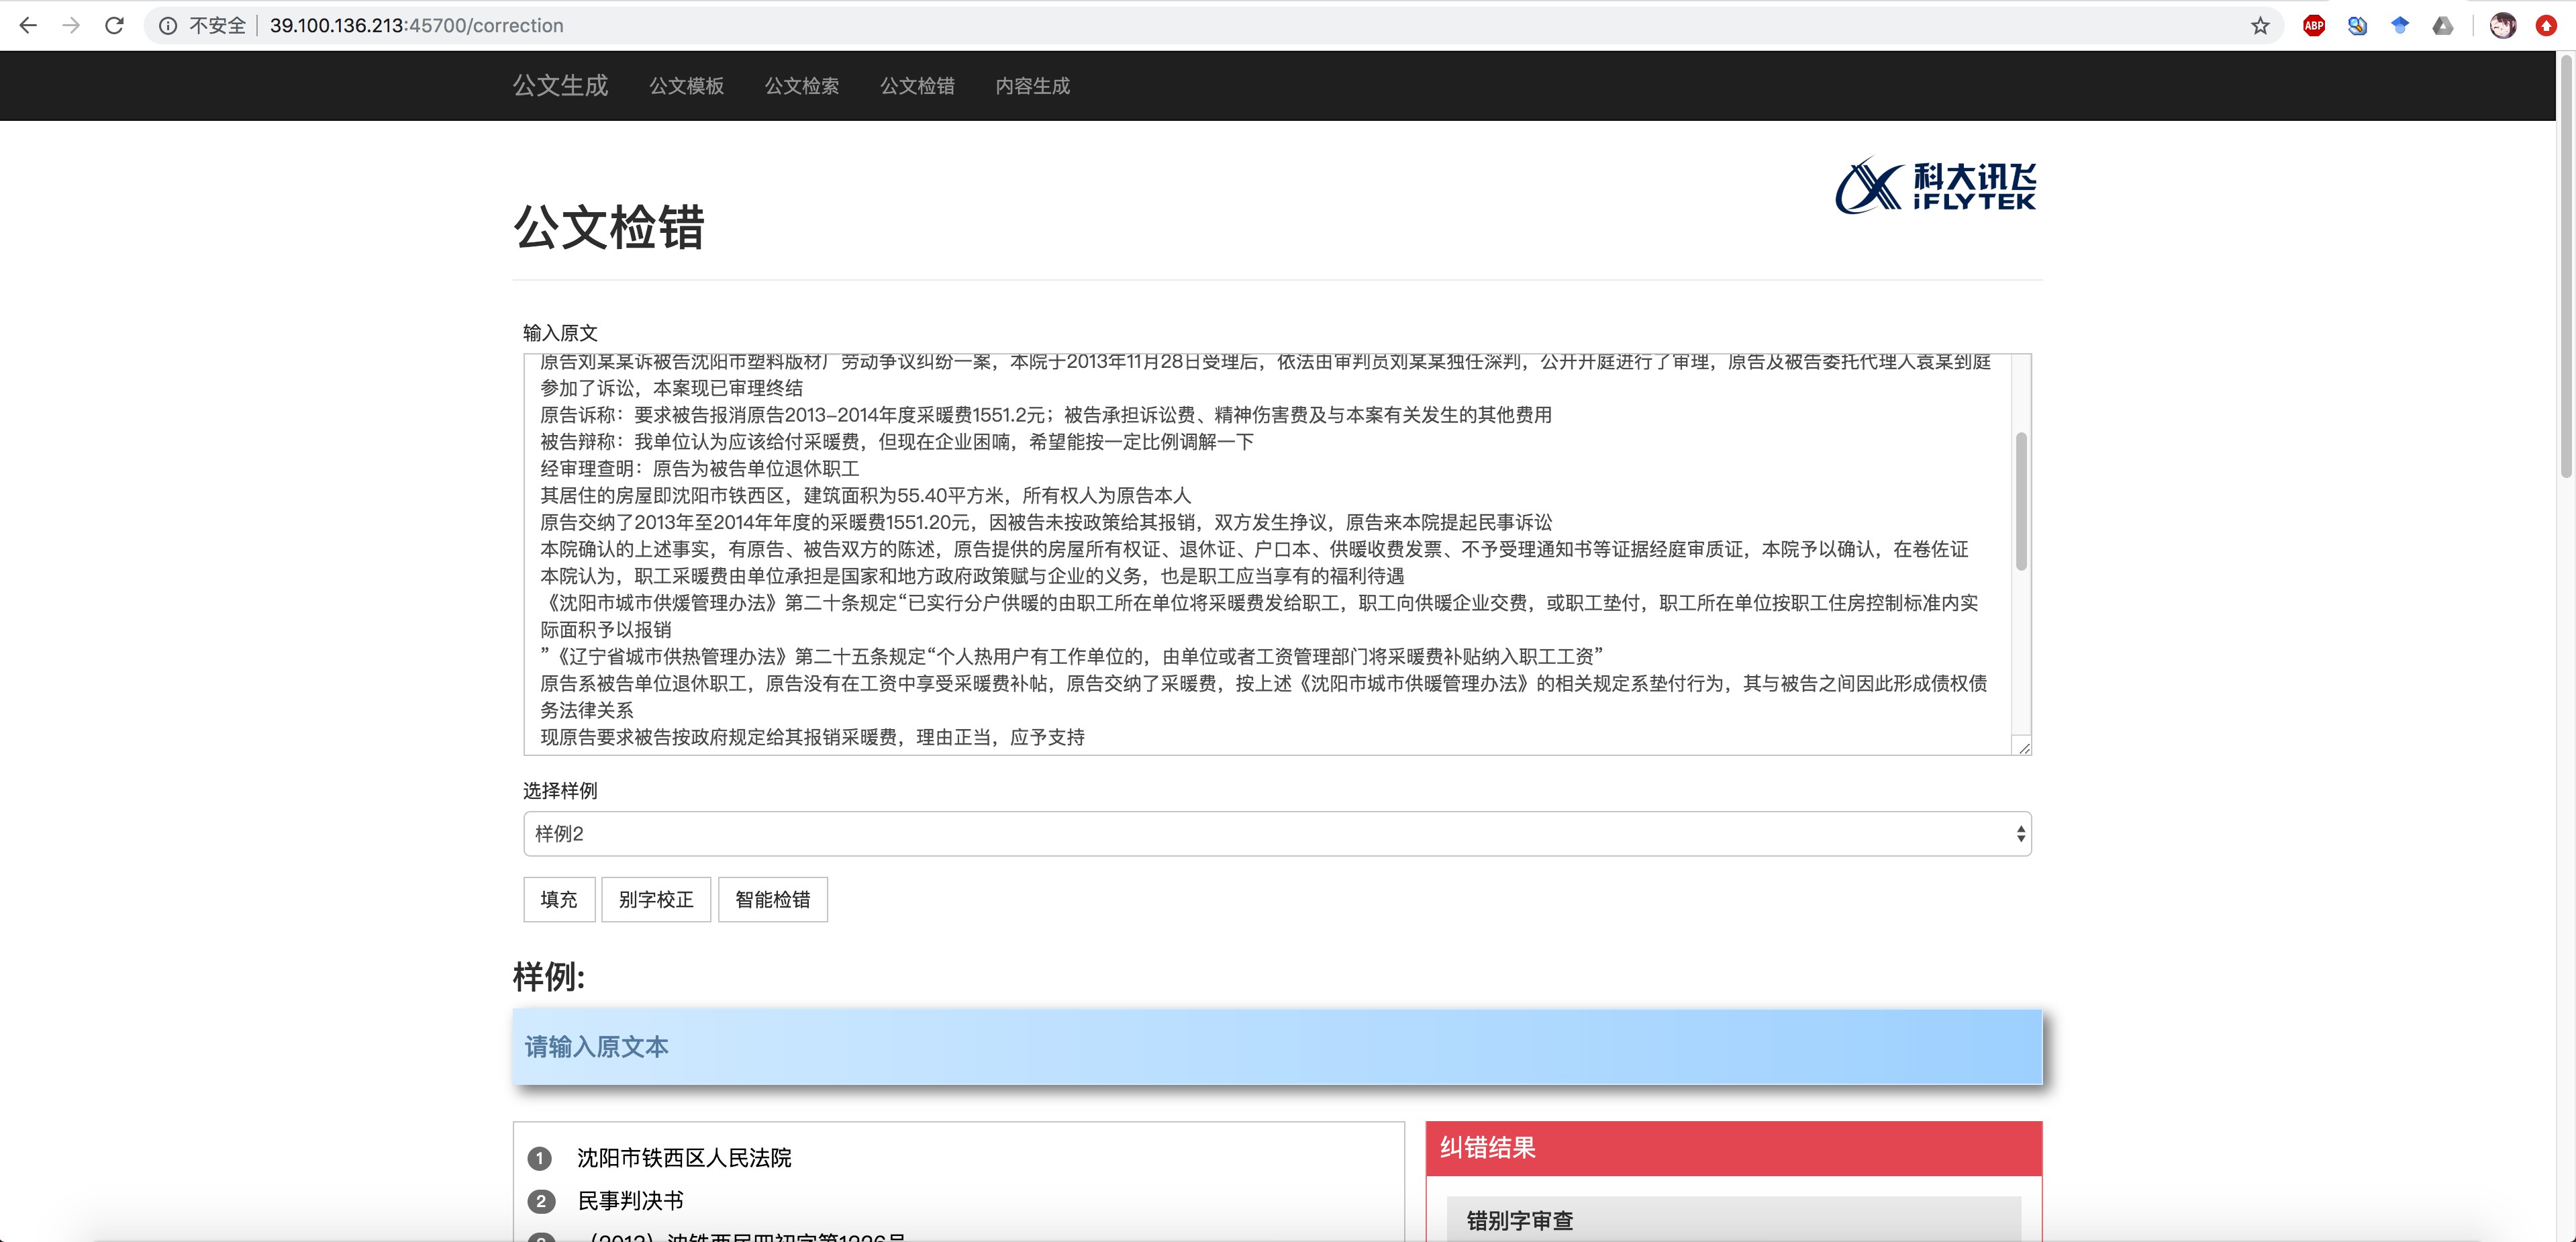 不安全 39.100.136.213:45700/correction
ABP
公文生成 公文模板 公文检索 公文检错 内容生成
科大讯飞
iFLYTEK
公文检错
输入原文
原告刘某某诉被告沈阳市塑料版材厂劳动争议纠纷一案，本院于2013年11月28日受理后，依法由审判员刘某某独任深判，公开开庭进行了审理，原告及被告委托代理人袁某到庭
参加了诉讼，本案现已审理终结
原告诉称：要求被告报消原告2013–2014年度采暖费1551.2元；被告承担诉讼费、精神伤害费及与本案有关发生的其他费用
被告辩称：我单位认为应该给付采暖费，但现在企业困喃，希望能按一定比例调解一下
经审理查明：原告为被告单位退休职工
其居住的房屋即沈阳市铁西区，建筑面积为55.40平方米，所有权人为原告本人
原告交纳了2013年至2014年年度的采暖费1551.20元，因被告未按政策给其报销，双方发生挣议，原告来本院提起民事诉讼
本院确认的上述事实，有原告、被告双方的陈述，原告提供的房屋所有权证、退休证、户口本、供暖收费发票、不予受理通知书等证据经庭审质证，本院予以确认，在卷佐证
本院认为，职工采暖费由单位承担是国家和地方政府政策赋与企业的义务，也是职工应当享有的福利待遇
《沈阳市城市供煖管理办法》第二十条规定“已实行分户供暖的由职工所在单位将采暖费发给职工，职工向供暖企业交费，或职工垫付，职工所在单位按职工住房控制标准内实
际面积予以报销
”《辽宁省城市供热管理办法》第二十五条规定“个人热用户有工作单位的，由单位或者工资管理部门将采暖费补贴纳入职工工资”
原告系被告单位退休职工，原告没有在工资中享受采暖费补帖，原告交纳了采暖费，按上述《沈阳市城市供暖管理办法》的相关规定系垫付行为，其与被告之间因此形成债权债
务法律关系
现原告要求被告按政府规定给其报销采暖费，理由正当，应予支持
选择样例
样例2
填充 别字校正 智能检错
样例:
请输入原文本
1 沈阳市铁西区人民法院
2 民事判决书
3 （2013）沈铁西民四初字第1226号
纠错结果
错别字审查